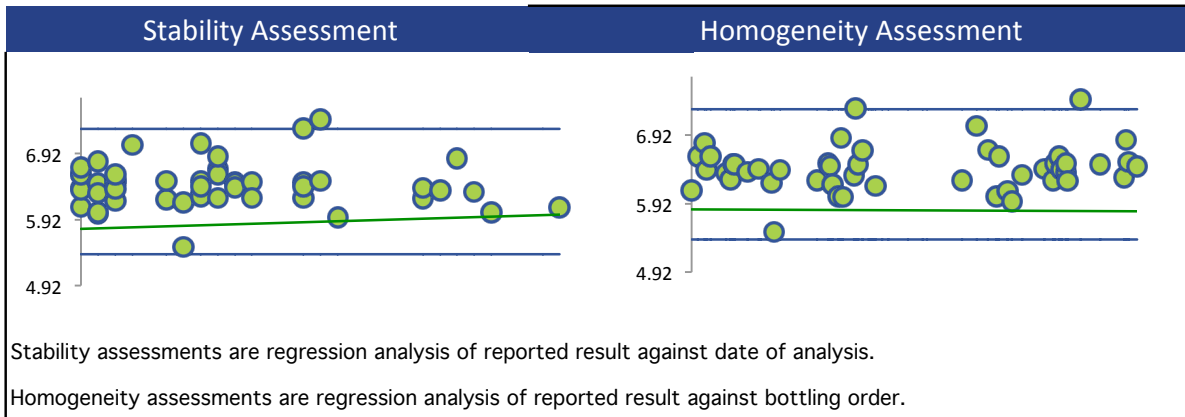 Stability Assessment
Homogeneity Assessment
6.92
5.92
4.92
6.92
5.92
4.92
Stability assessments are regression analysis of reported result against date of analysis.
Homogeneity assessments are regression analysis of reported result against bottling order.